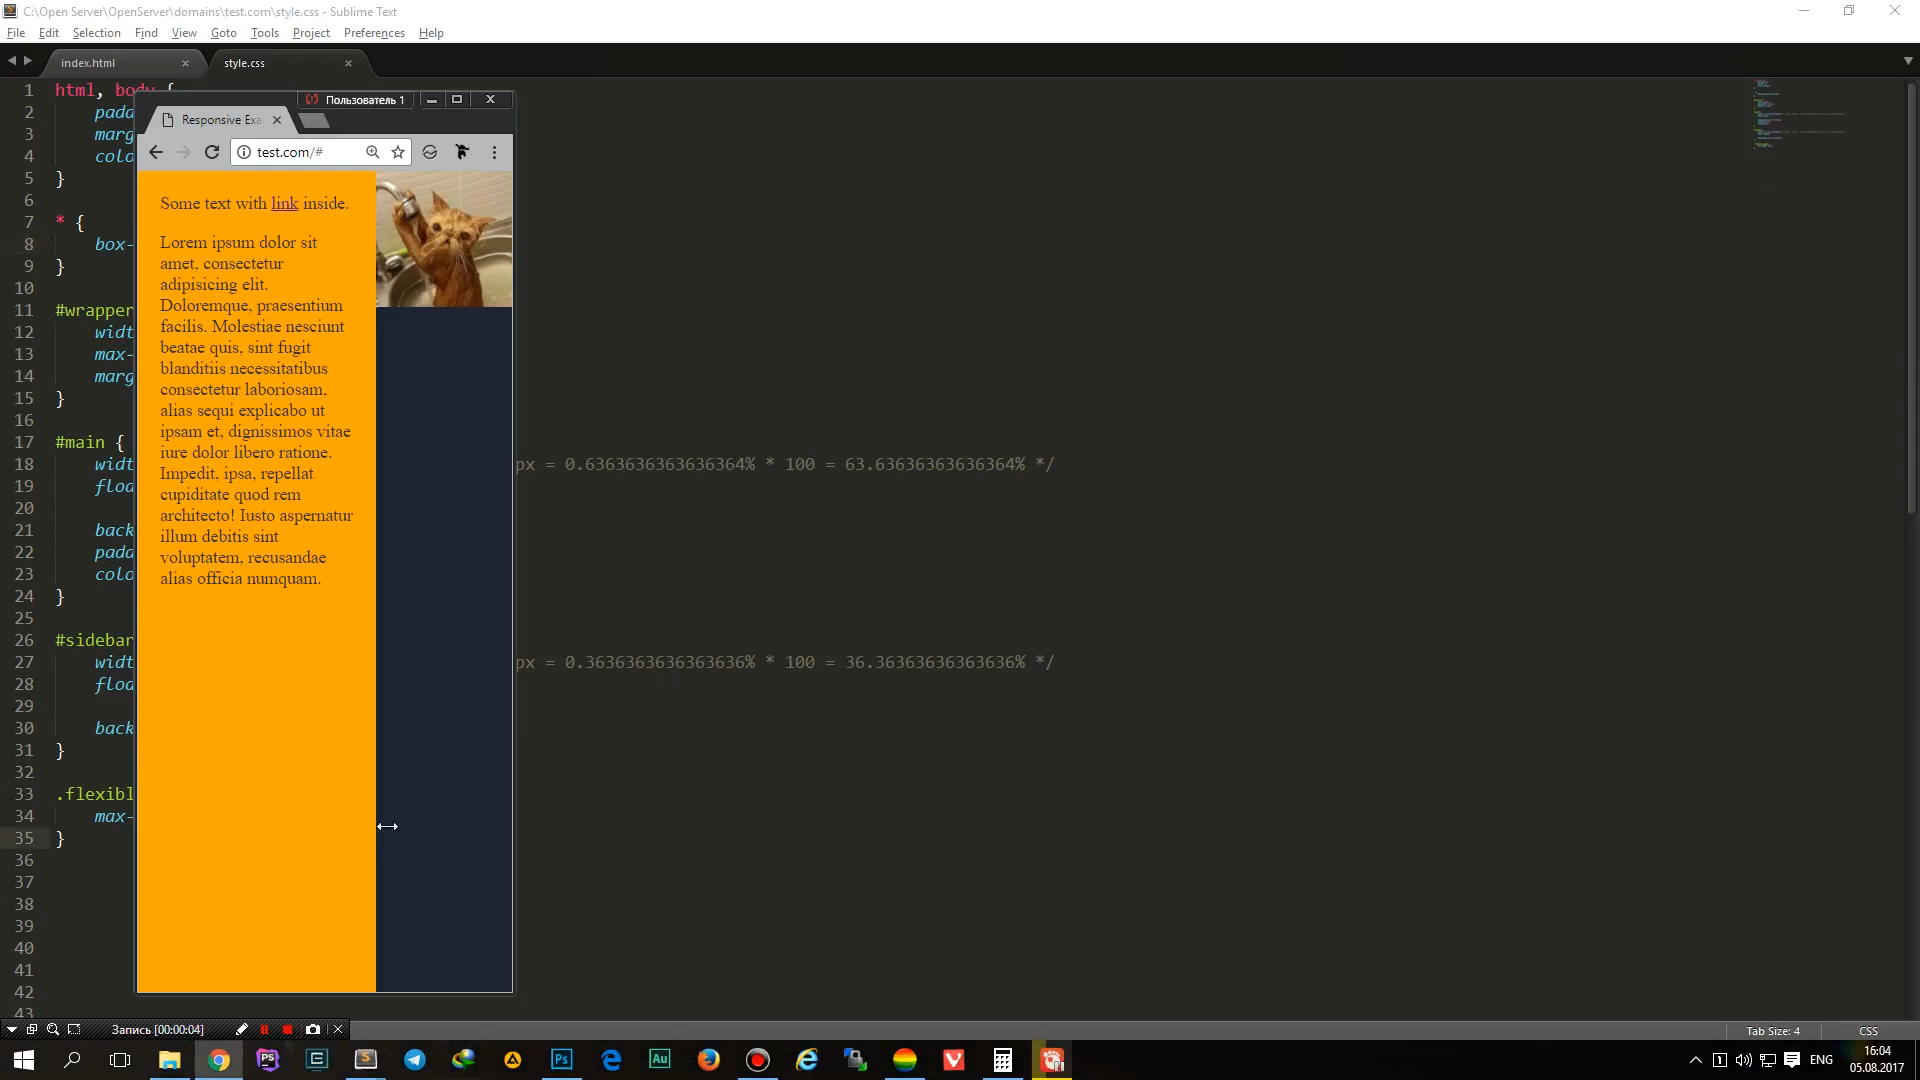 C:\Open Server\OpenServer\domains\test.com\style.css - Sublime Text
File Edit Selection Find View Goto Tools Project Preferences Help
index.html
style.css
1 html, body {
2 padd
3 marg
4 colo
5 }
6
7 * {
8 box-
9 }
10
11 #wrapper
12 widt
13 max-
14 marg
15 }
16
17 #main {
18 widt px = 0.6363636363636364% * 100 = 63.63636363636364% */
19 floa
20
21 back
22 padd
23 colo
24 }
25
26 #sidebar
27 widt px = 0.3636363636363636% * 100 = 36.36363636363636% */
28 floa
29
30 back
31 }
32
33 .flexibl
34 max-
35 }
36
37
38
39
40
41
42
43
Пользователь 1
Responsive Exa
test.com/#
Some text with link inside.
Lorem ipsum dolor sit
amet, consectetur
adipisicing elit.
Doloremque, praesentium
facilis. Molestiae nesciunt
beatae quis, sint fugit
blanditiis necessitatibus
consectetur laboriosam,
alias sequi explicabo ut
ipsam et, dignissimos vitae
iure dolor libero ratione.
Impedit, ipsa, repellat
cupiditate quod rem
architecto! Iusto aspernatur
illum debitis sint
voluptatem, recusandae
alias officia numquam.
Запись [00:00:04]
Tab Size: 4 CSS
PS
Ps
Au
ENG
16:04
05.08.2017